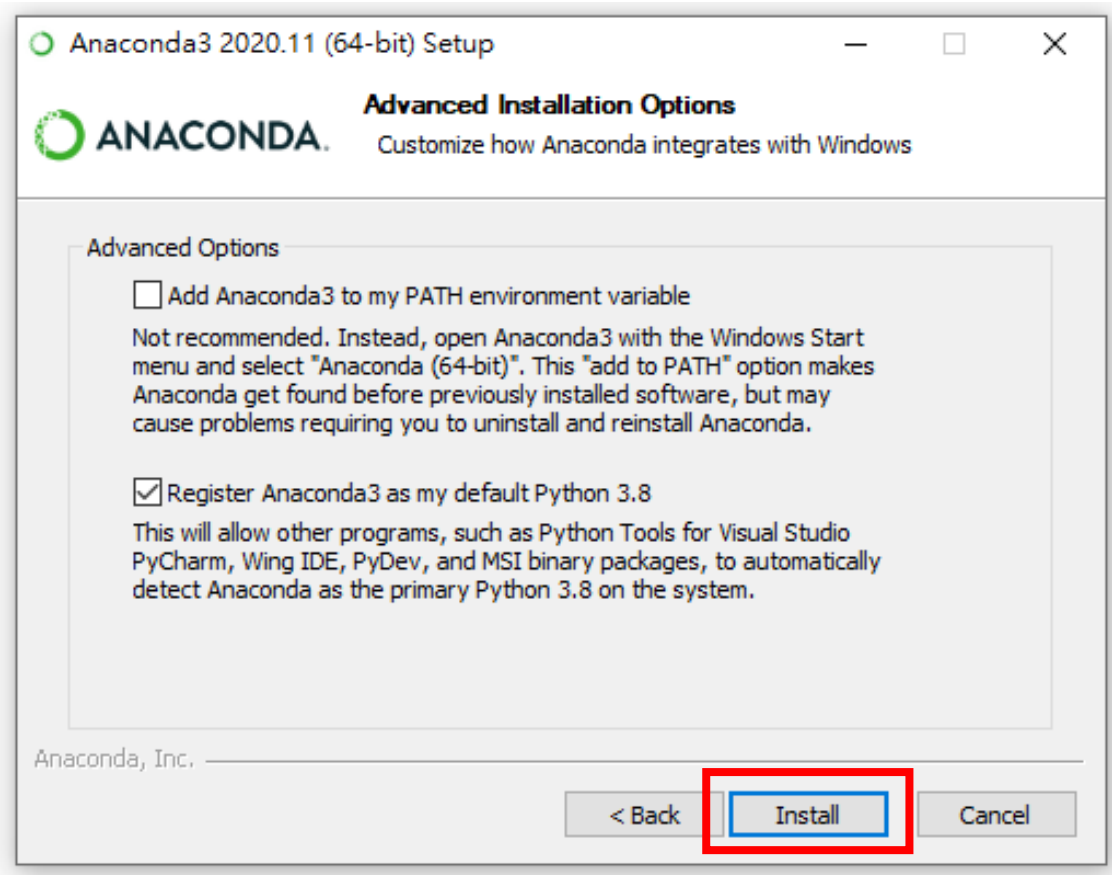 Anaconda3 2020.11 (64-bit) Setup
ANACONDA.
Advanced Installation Options
Customize how Anaconda integrates with Windows
Advanced Options
Add Anaconda3 to my PATH environment variable
Not recommended. Instead, open Anaconda3 with the Windows Start
menu and select "Anaconda (64-bit)". This "add to PATH" option makes
Anaconda get found before previously installed software, but may
cause problems requiring you to uninstall and reinstall Anaconda.
Register Anaconda3 as my default Python 3.8
This will allow other programs, such as Python Tools for Visual Studio
PyCharm, Wing IDE, PyDev, and MSI binary packages, to automatically
detect Anaconda as the primary Python 3.8 on the system.
Anaconda, Inc.
< Back
Install
Cancel